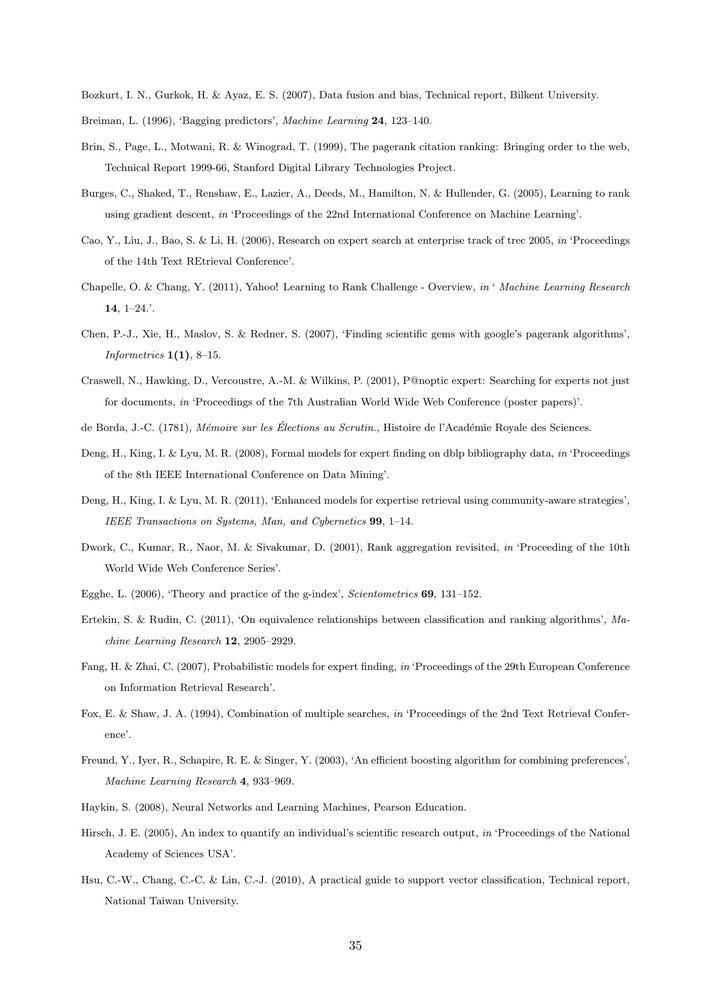 Bozkurt, I. N., Gurkok, H. & Ayaz, E. S. (2007), Data fusion and bias, Technical report, Bilkent University.
Breiman, L. (1996), ‘Bagging predictors’, Machine Learning 24, 123–140.
Brin, S., Page, L., Motwani, R. & Winograd, T. (1999), The pagerank citation ranking: Bringing order to the web,
Technical Report 1999-66, Stanford Digital Library Technologies Project.
Burges, C., Shaked, T., Renshaw, E., Lazier, A., Deeds, M., Hamilton, N. & Hullender, G. (2005), Learning to rank
using gradient descent, in ‘Proceedings of the 22nd International Conference on Machine Learning’.
Cao, Y., Liu, J., Bao, S. & Li, H. (2006), Research on expert search at enterprise track of trec 2005, in ‘Proceedings
of the 14th Text REtrieval Conference’.
Chapelle, O. & Chang, Y. (2011), Yahoo! Learning to Rank Challenge - Overview, in ‘ Machine Learning Research
14, 1–24.’.
Chen, P.-J., Xie, H., Maslov, S. & Redner, S. (2007), ‘Finding scientific gems with google’s pagerank algorithms’,
Informetrics 1(1), 8–15.
Craswell, N., Hawking, D., Vercoustre, A.-M. & Wilkins, P. (2001), P@noptic expert: Searching for experts not just
for documents, in ‘Proceedings of the 7th Australian World Wide Web Conference (poster papers)’.
de Borda, J.-C. (1781), Mémoire sur les Élections au Scrutin., Histoire de l’Académie Royale des Sciences.
Deng, H., King, I. & Lyu, M. R. (2008), Formal models for expert finding on dblp bibliography data, in ‘Proceedings
of the 8th IEEE International Conference on Data Mining’.
Deng, H., King, I. & Lyu, M. R. (2011), ‘Enhanced models for expertise retrieval using community-aware strategies’,
IEEE Transactions on Systems, Man, and Cybernetics 99, 1–14.
Dwork, C., Kumar, R., Naor, M. & Sivakumar, D. (2001), Rank aggregation revisited, in ‘Proceeding of the 10th
World Wide Web Conference Series’.
Egghe, L. (2006), ‘Theory and practice of the g-index’, Scientometrics 69, 131–152.
Ertekin, S. & Rudin, C. (2011), ‘On equivalence relationships between classification and ranking algorithms’, Ma-
chine Learning Research 12, 2905–2929.
Fang, H. & Zhai, C. (2007), Probabilistic models for expert finding, in ‘Proceedings of the 29th European Conference
on Information Retrieval Research’.
Fox, E. & Shaw, J. A. (1994), Combination of multiple searches, in ‘Proceedings of the 2nd Text Retrieval Confer-
ence’.
Freund, Y., Iyer, R., Schapire, R. E. & Singer, Y. (2003), ‘An efficient boosting algorithm for combining preferences’,
Machine Learning Research 4, 933–969.
Haykin, S. (2008), Neural Networks and Learning Machines, Pearson Education.
Hirsch, J. E. (2005), An index to quantify an individual’s scientific research output, in ‘Proceedings of the National
Academy of Sciences USA’.
Hsu, C.-W., Chang, C.-C. & Lin, C.-J. (2010), A practical guide to support vector classification, Technical report,
National Taiwan University.
35